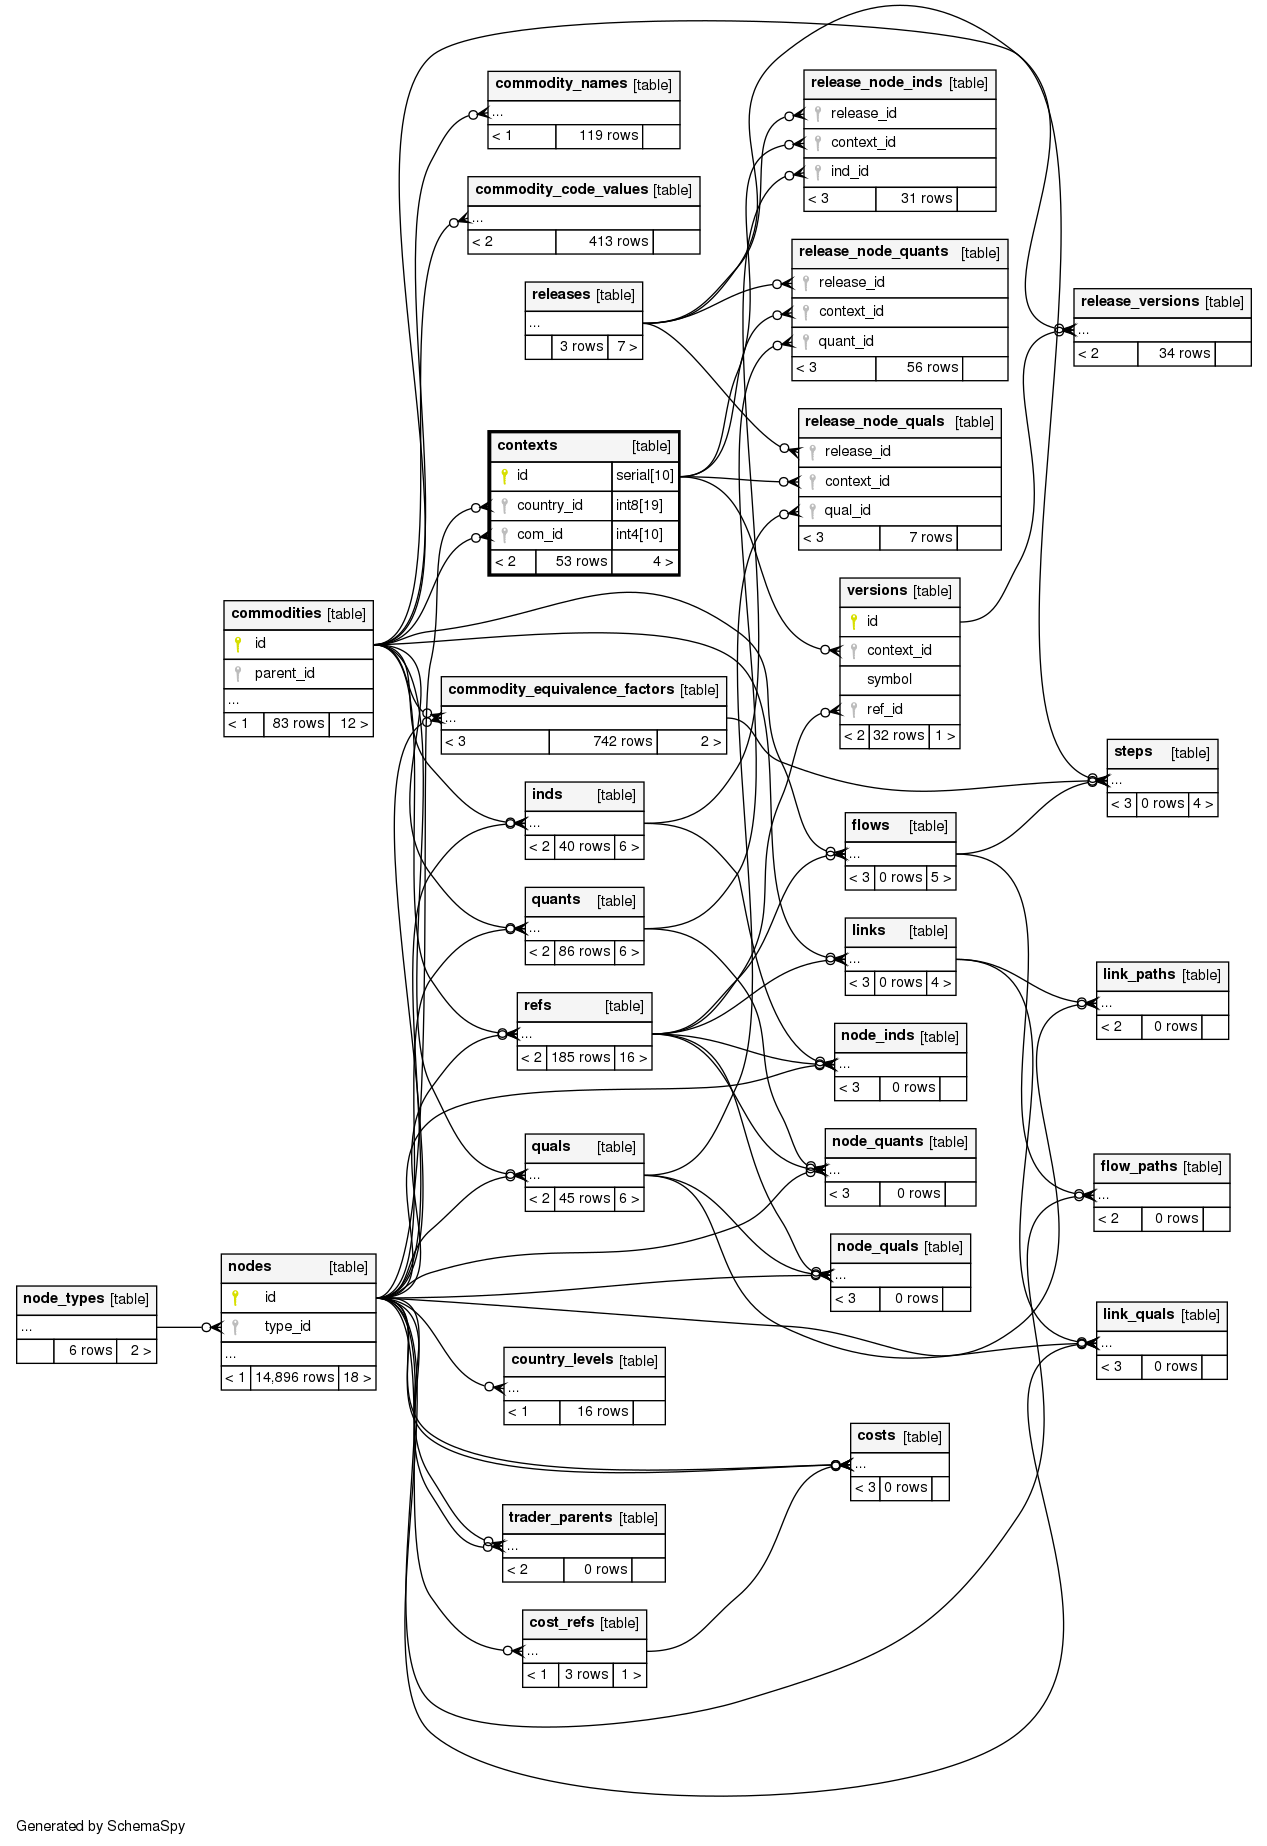 commodity_names [table]
...
< 1 119 rows
commodity_code_values [table]
...
< 2 413 rows
releases [table]
...
3 rows 7 >
contexts [table]
id serial[10]
country_id int8[19]
com_id int4[10]
< 2 53 rows 4 >
commodities [table]
id
parent_id
...
< 1 83 rows 12 >
commodity_equivalence_factors [table]
...
< 3 742 rows 2 >
inds [table]
...
< 2 40 rows 6 >
quants [table]
...
< 2 86 rows 6 >
refs [table]
...
< 2 185 rows 16 >
quals [table]
...
< 2 45 rows 6 >
nodes [table]
id
type_id
...
< 1 14,896 rows 18 >
node_types [table]
...
6 rows 2 >
country_levels [table]
...
< 1 16 rows
trader_parents [table]
...
< 2 0 rows
cost_refs [table]
...
< 1 3 rows 1 >
release_node_inds [table]
release_id
context_id
ind_id
< 3 31 rows
release_node_quants [table]
release_id
context_id
quant_id
< 3 56 rows
release_node_quals [table]
release_id
context_id
qual_id
< 3 7 rows
versions [table]
id
context_id
symbol
ref_id
< 2 32 rows 1 >
flows [table]
...
< 3 0 rows 5 >
links [table]
...
< 3 0 rows 4 >
node_inds [table]
...
< 3 0 rows
node_quants [table]
...
< 3 0 rows
node_quals [table]
...
< 3 0 rows
costs [table]
...
< 3 0 rows
release_versions [table]
...
< 2 34 rows
steps [table]
...
< 3 0 rows 4 >
link_paths [table]
...
< 2 0 rows
flow_paths [table]
...
< 2 0 rows
link_quals [table]
...
< 3 0 rows
Generated by SchemaSpy